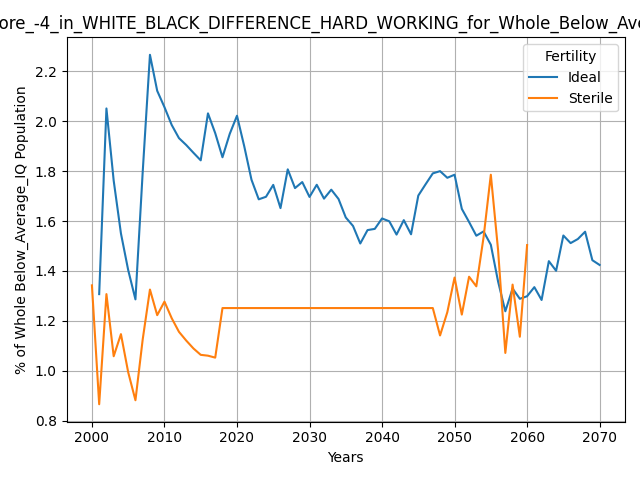 ore_-4_in_WHITE_BLACK_DIFFERENCE_HARD_WORKING_for_Whole_Below_Ave
Fertility
Ideal
Sterile
% of Whole Below_Average_IQ Population
2.2
2.0
1.8
1.6
1.4
1.2
1.0
0.8
2000 2010 2020 2030 2040 2050 2060 2070
Years